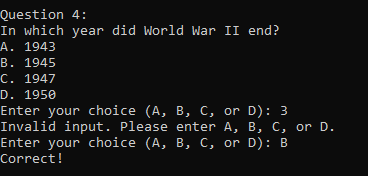 Question 4:
In which year did World War II end?
A. 1943
B. 1945
C. 1947
D. 1950
Enter your choice (A, B, C, or D): 3
Invalid input. Please enter A, B, C, or D.
Enter your choice (A, B, C, or D): B
Correct!